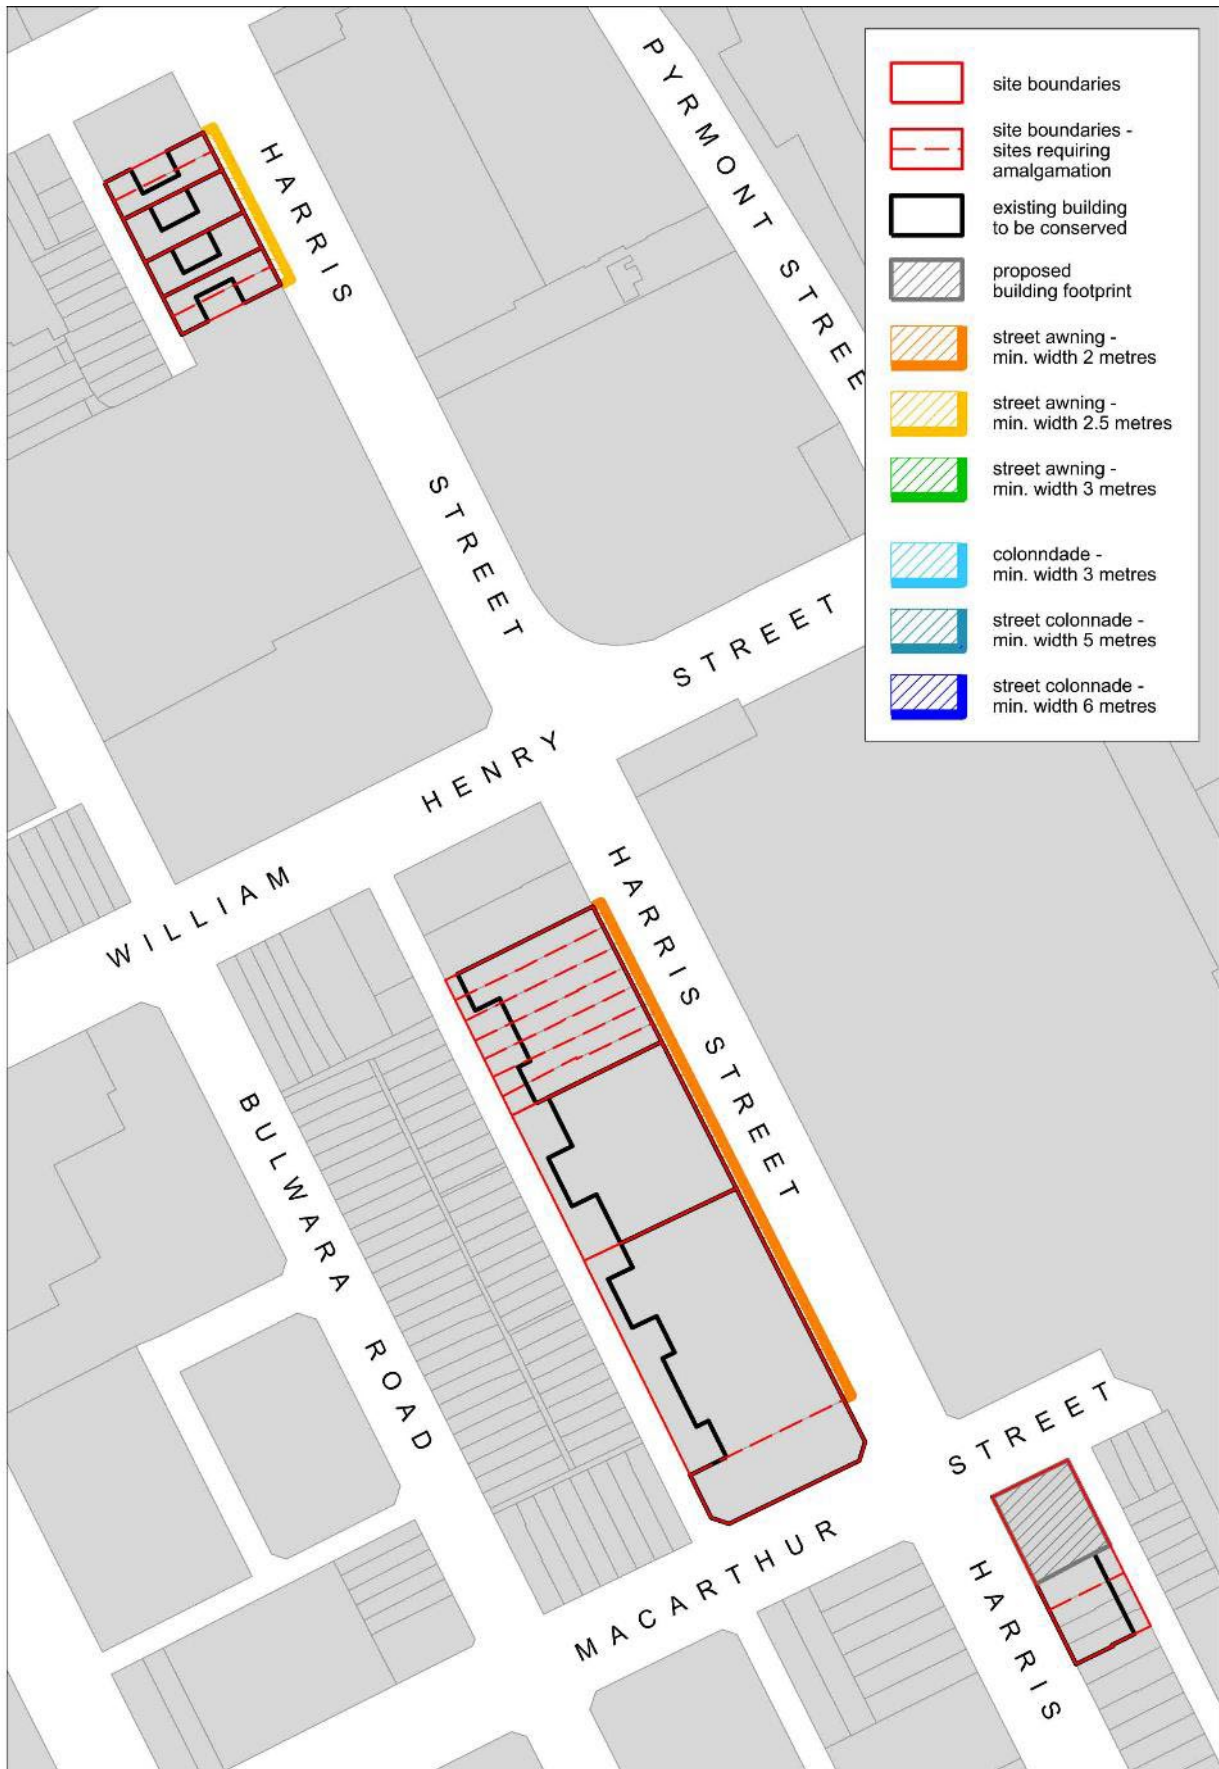 PYRMONT STREE
HARRIS
STREET
STREET
HENRY
WILLIAM
HARRIS STREET
BULWARA
ROAD
STREET
MACARTHUR
HARRIS
site boundaries
site boundaries -
sites requiring
amalgamation
existing building
to be conserved
proposed
building footprint
street awning -
min. width 2 metres
street awning -
min. width 2.5 metres
street awning -
min. width 3 metres
colonndade -
min. width 3 metres
street colonnade -
min. width 5 metres
street colonnade -
min. width 6 metres